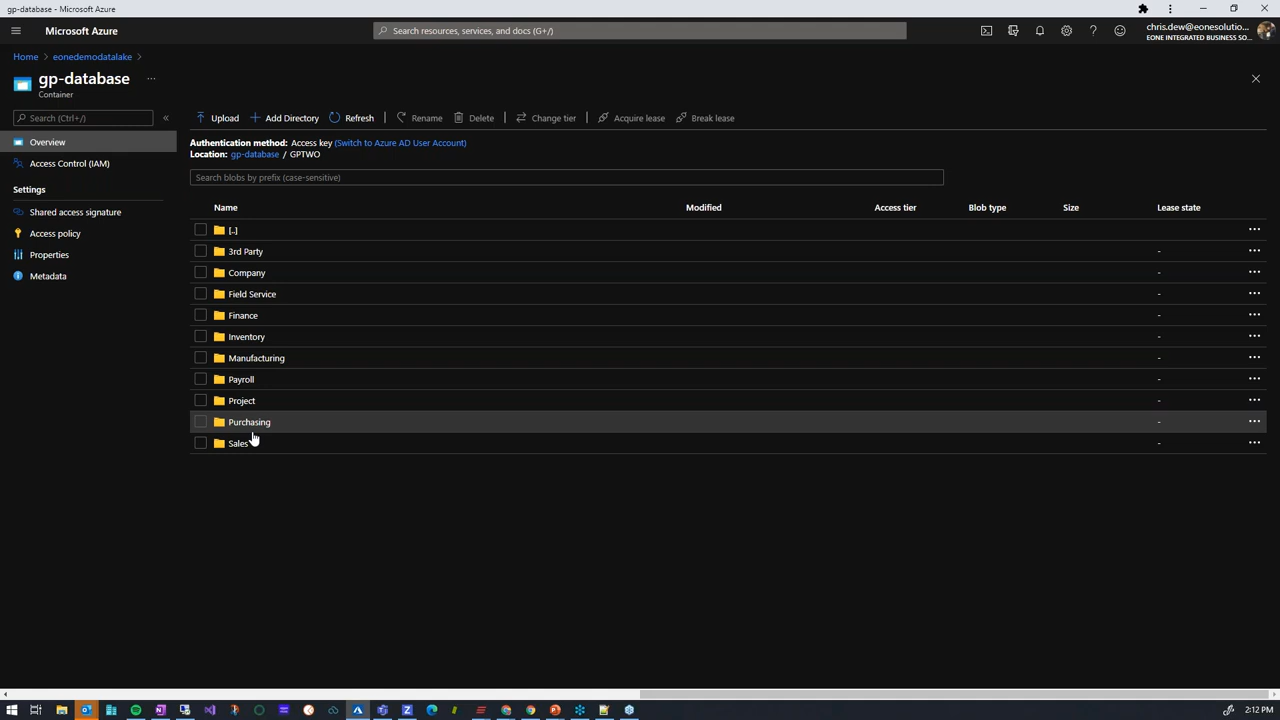 gp-database - Microsoft Azure
Microsoft Azure
Search resources, services, and docs (G+/)
chris.dew@eonesolutio...
EONE INTEGRATED BUSINESS SO...
Home > eonedemodatalake >
gp-database ...
Container
Search (Ctrl+/)
«
Upload Add Directory Refresh Rename Delete Change tier Acquire lease Break lease
Overview
Access Control (IAM)
Settings
Shared access signature
Access policy
Properties
Metadata
Authentication method: Access key (Switch to Azure AD User Account)
Location: gp-database / GPTWO
Search blobs by prefix (case-sensitive)
Name Modified Access tier Blob type Size Lease state
[..]
3rd Party -
Company -
Field Service -
Finance -
Inventory -
Manufacturing -
Payroll -
Project -
Purchasing -
Sales -
2:12 PM